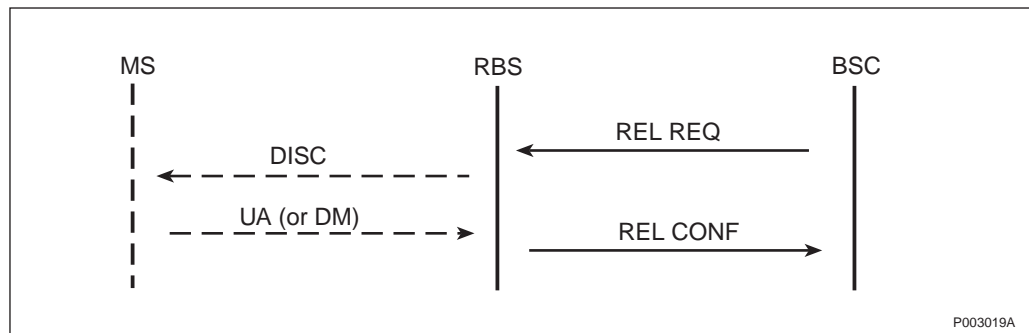 MS RBS BSC
REL REQ
DISC
UA (or DM)
REL CONF
P003019A